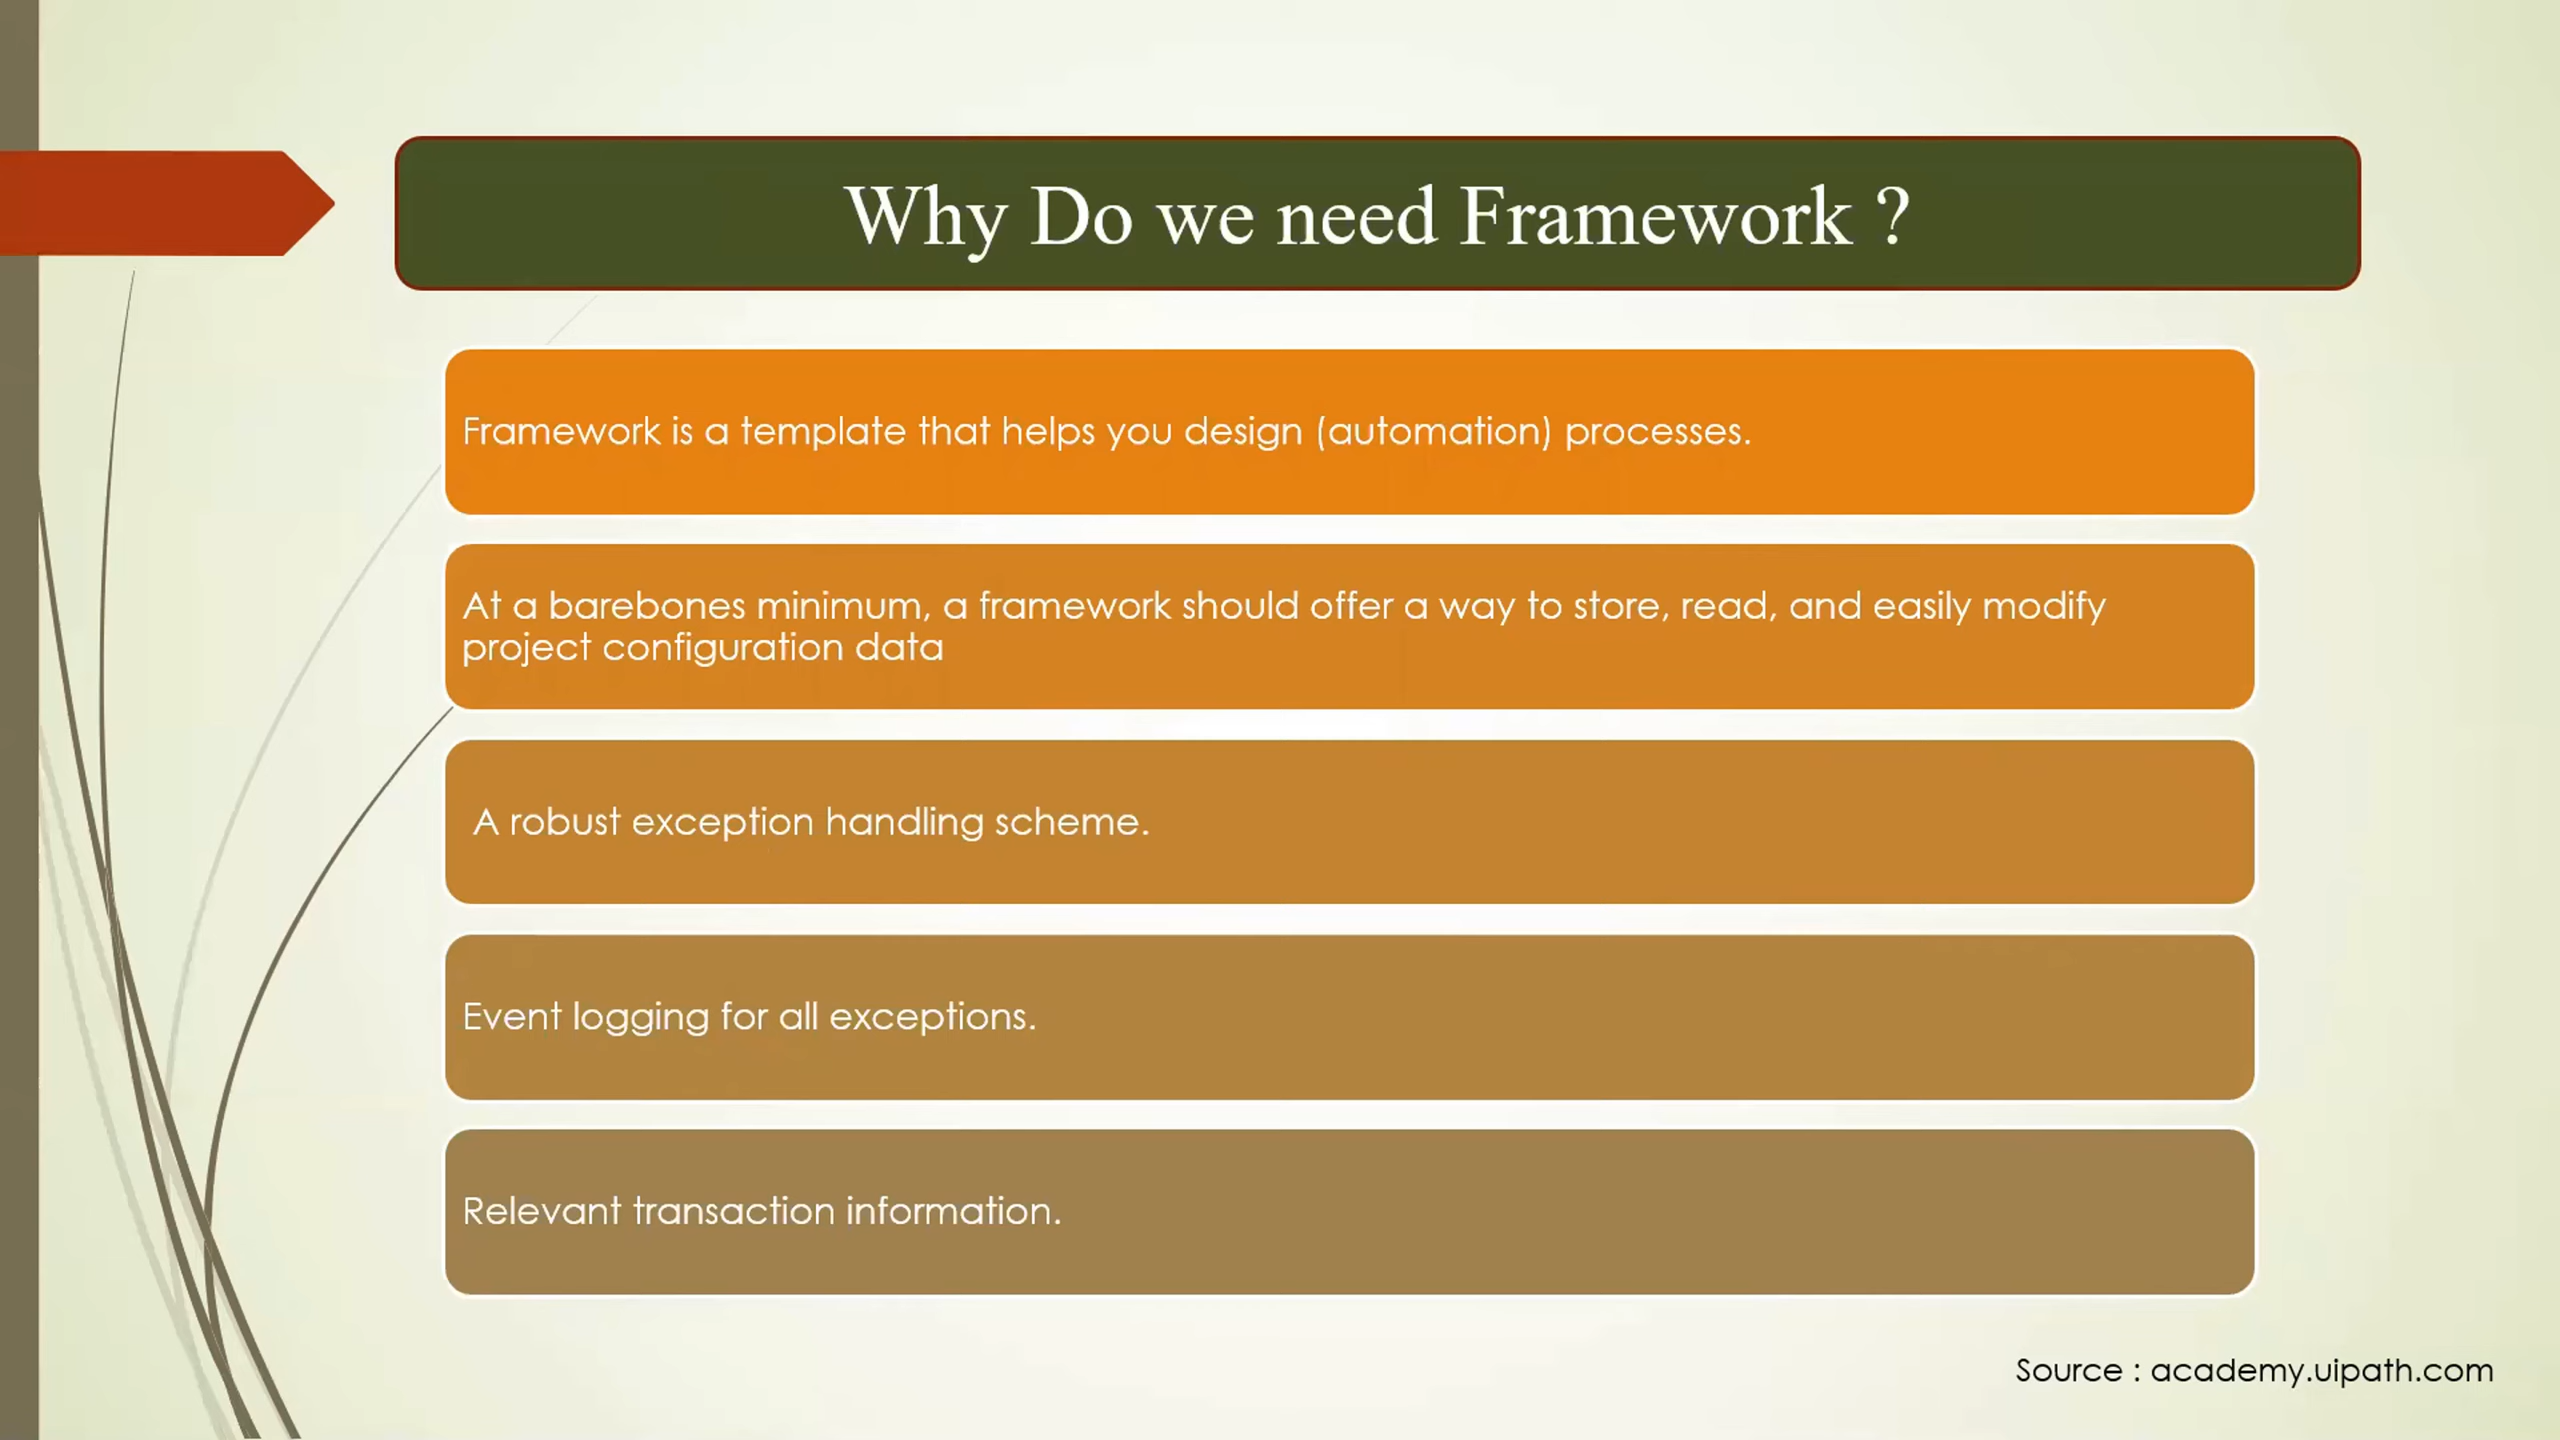 Why Do we need Framework ?
Framework is a template that helps you design (automation) processes.
At a barebones minimum, a framework should offer a way to store, read, and easily modify
project configuration data
A robust exception handling scheme.
Event logging for all exceptions.
Relevant transaction information.
Source : academy.uipath.com